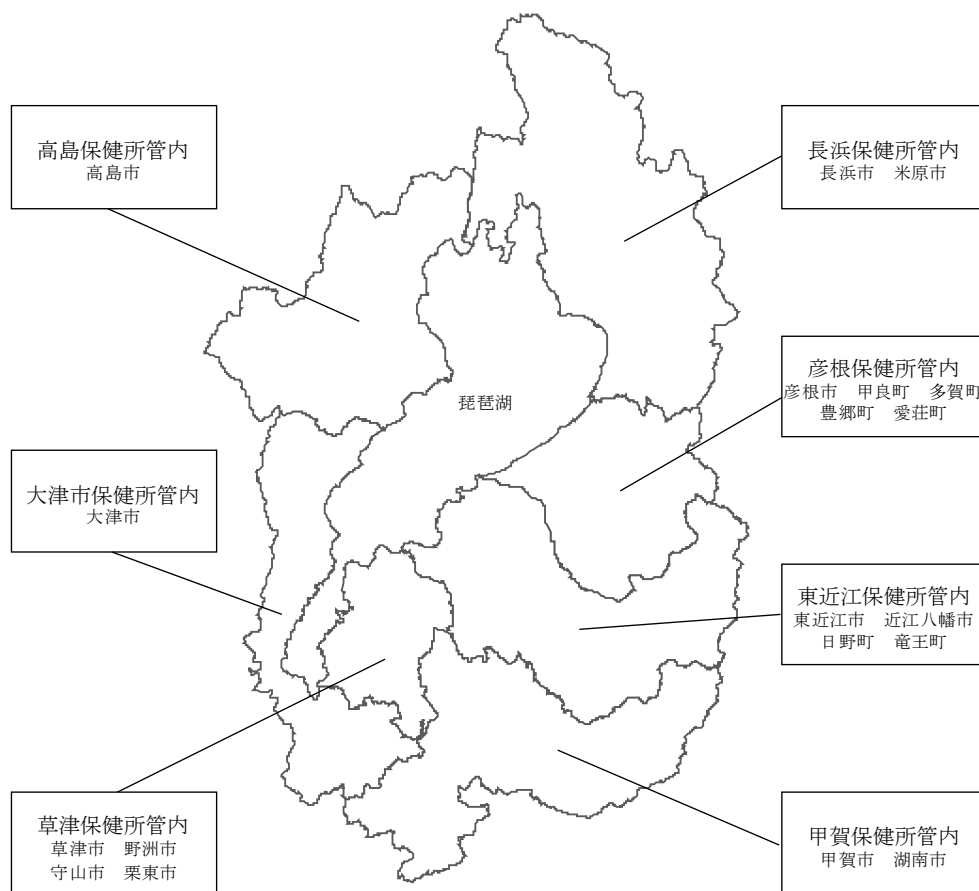 高島保健所管内
高島市
長浜保健所管内
長浜市　米原市
彦根保健所管内
彦根市　甲良町　多賀町
豊郷町　愛荘町
琵琶湖
大津市保健所管内
大津市
東近江保健所管内
東近江市　近江八幡市
日野町　竜王町
草津保健所管内
草津市　野洲市
守山市　栗東市
甲賀保健所管内
甲賀市　湖南市